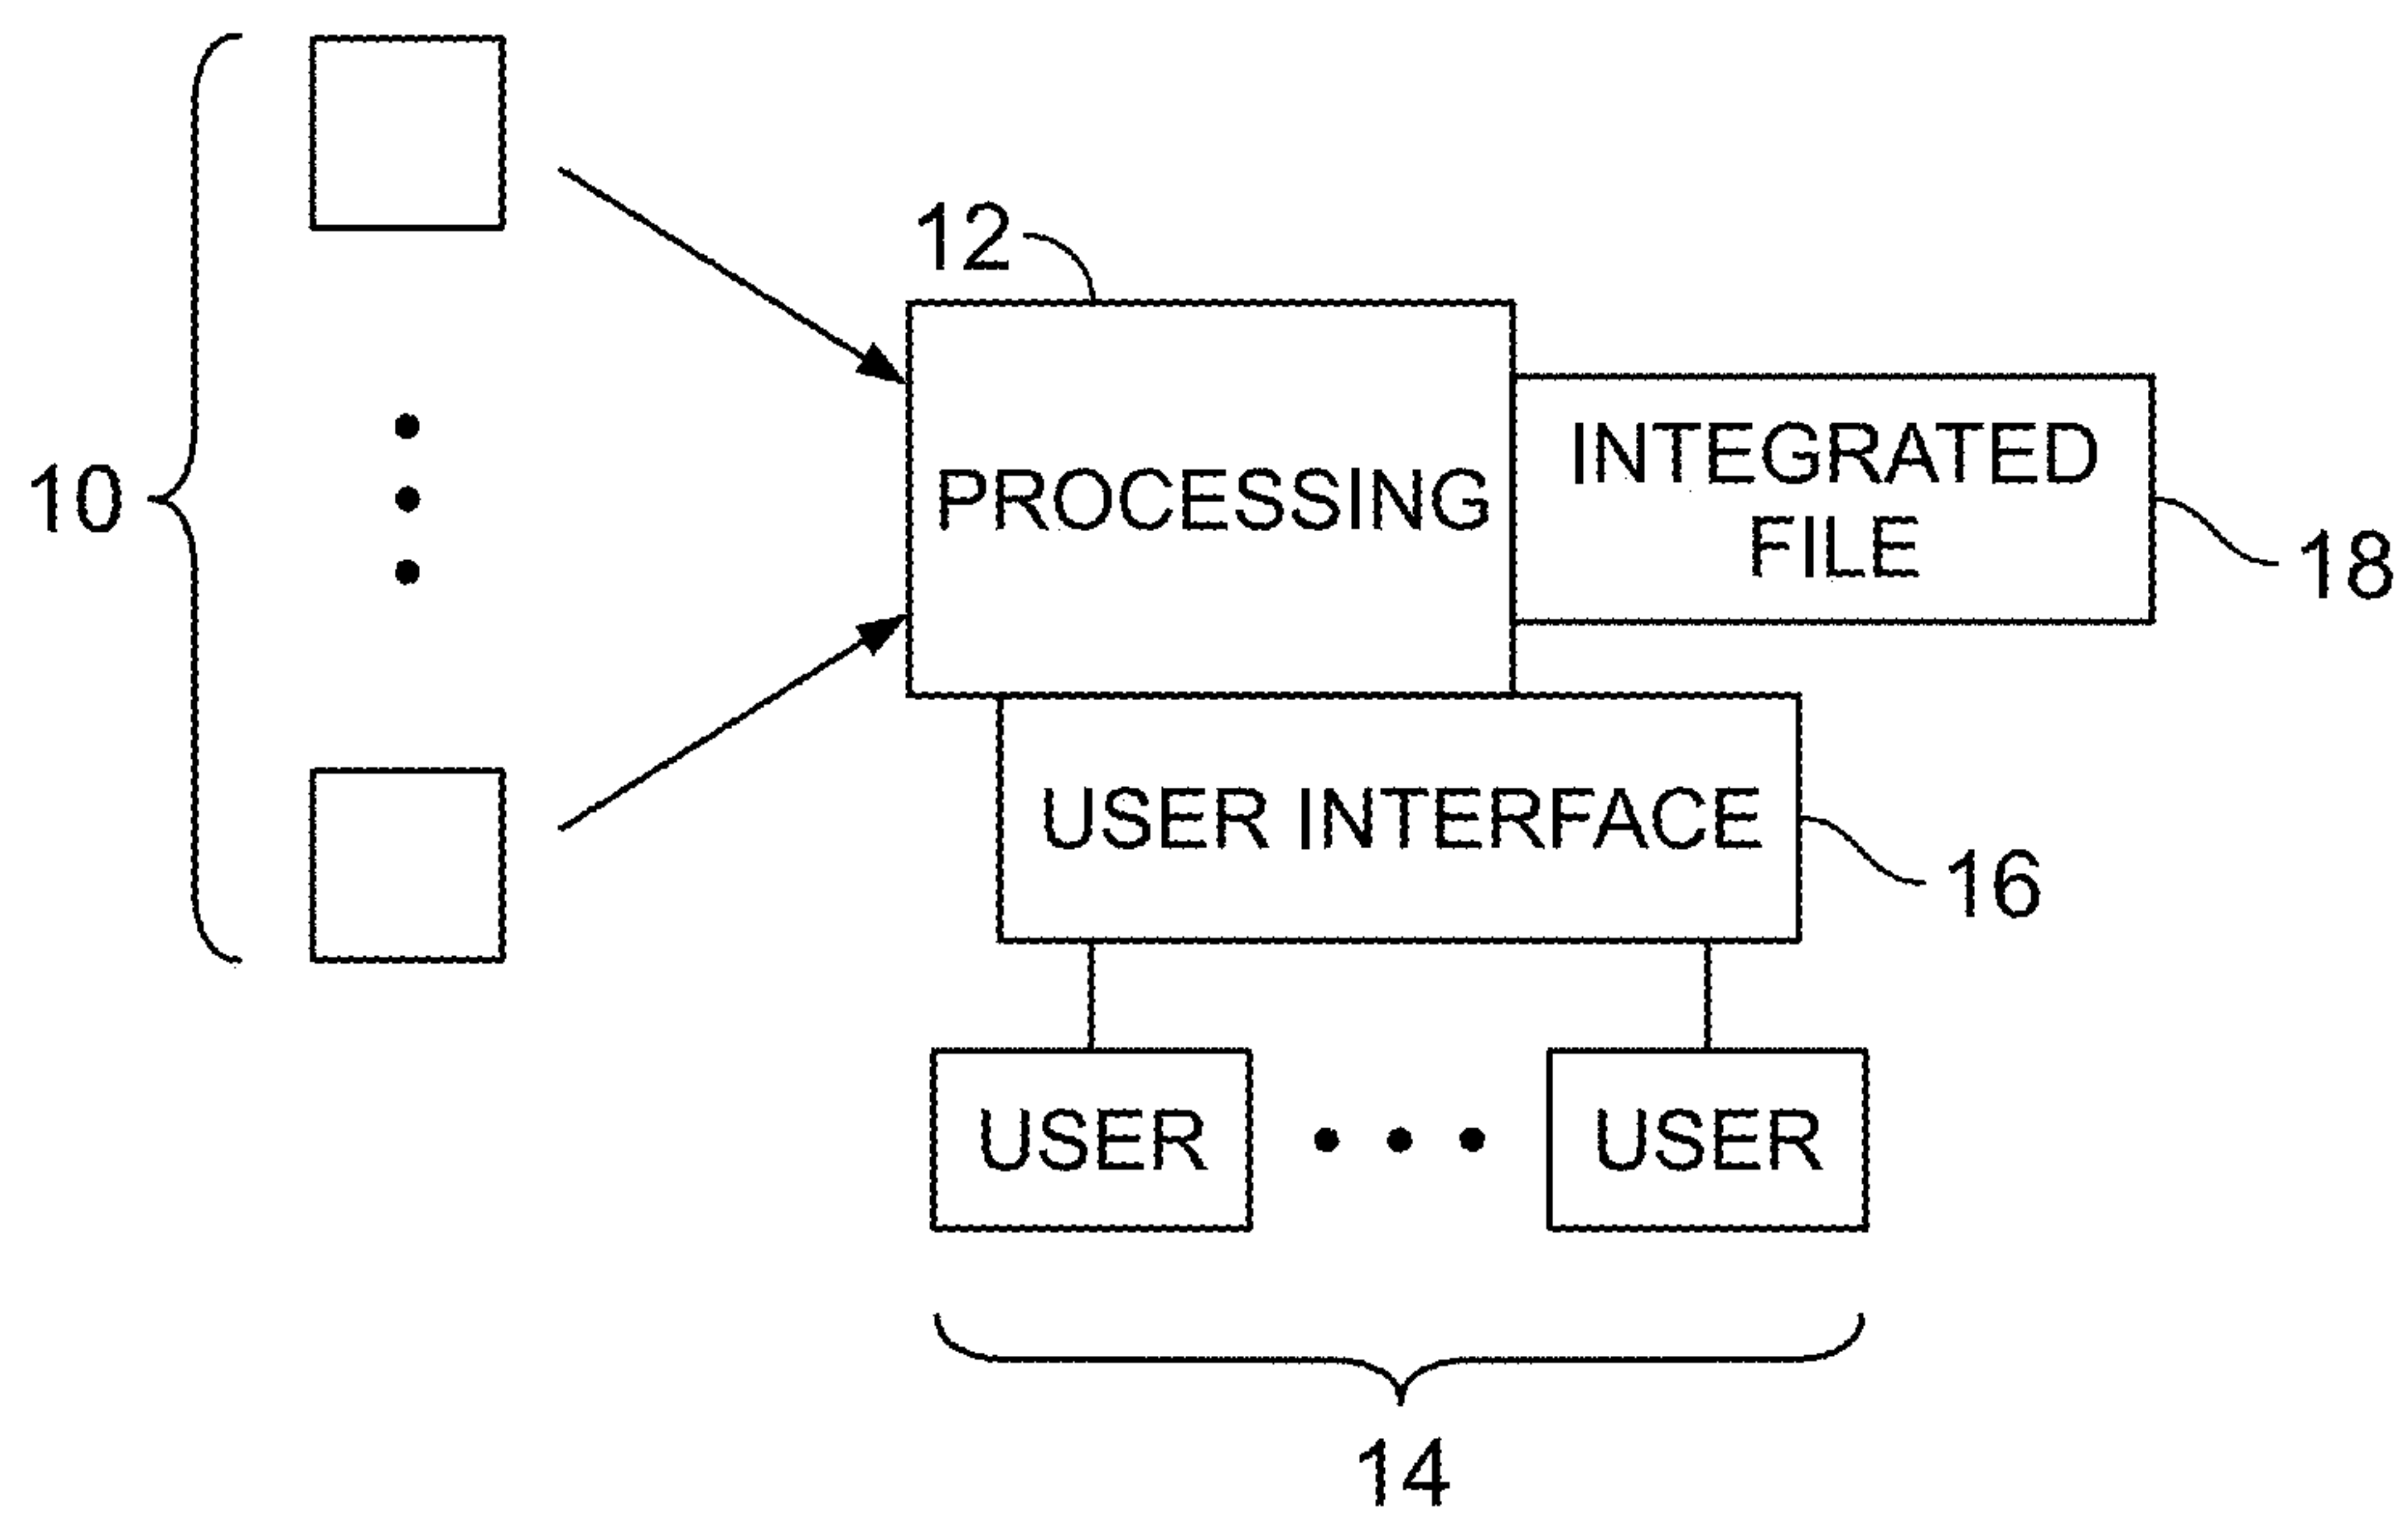 12
10
PROCESSING
INTEGRATED
FILE
18
USER INTERFACE
16
USER
USER
14